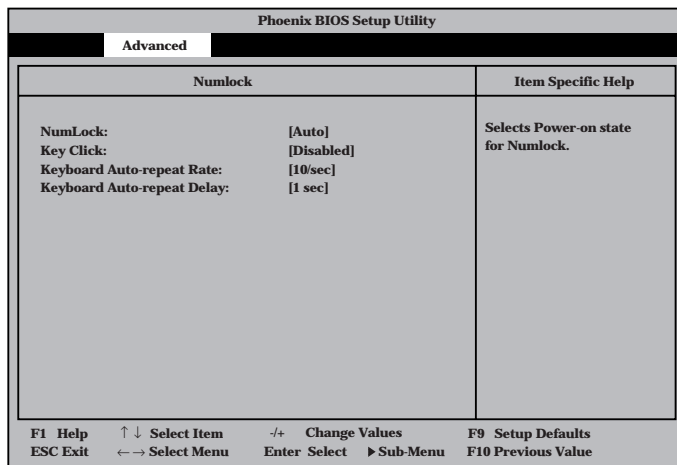 Phoenix BIOS Setup Utility
Advanced
Numlock
Item Specific Help
NumLock: [Auto]
Key Click: [Disabled]
Keyboard Auto-repeat Rate: [10/sec]
Keyboard Auto-repeat Delay: [1 sec]
Selects Power-on state
for Numlock.
F1 Help ↑↓ Select Item -/+ Change Values F9 Setup Defaults
ESC Exit ←→ Select Menu Enter Select ▶ Sub-Menu F10 Previous Value